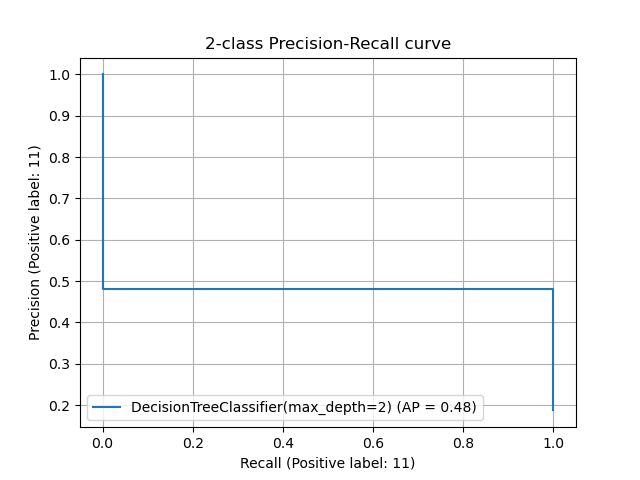 2-class Precision-Recall curve
Precision (Positive label: 11)
1.0
0.9
0.8
0.7
0.6
0.5
0.4
0.3
0.2
DecisionTreeClassifier(max_depth=2) (AP = 0.48)
0.0 0.2 0.4 0.6 0.8 1.0
Recall (Positive label: 11)